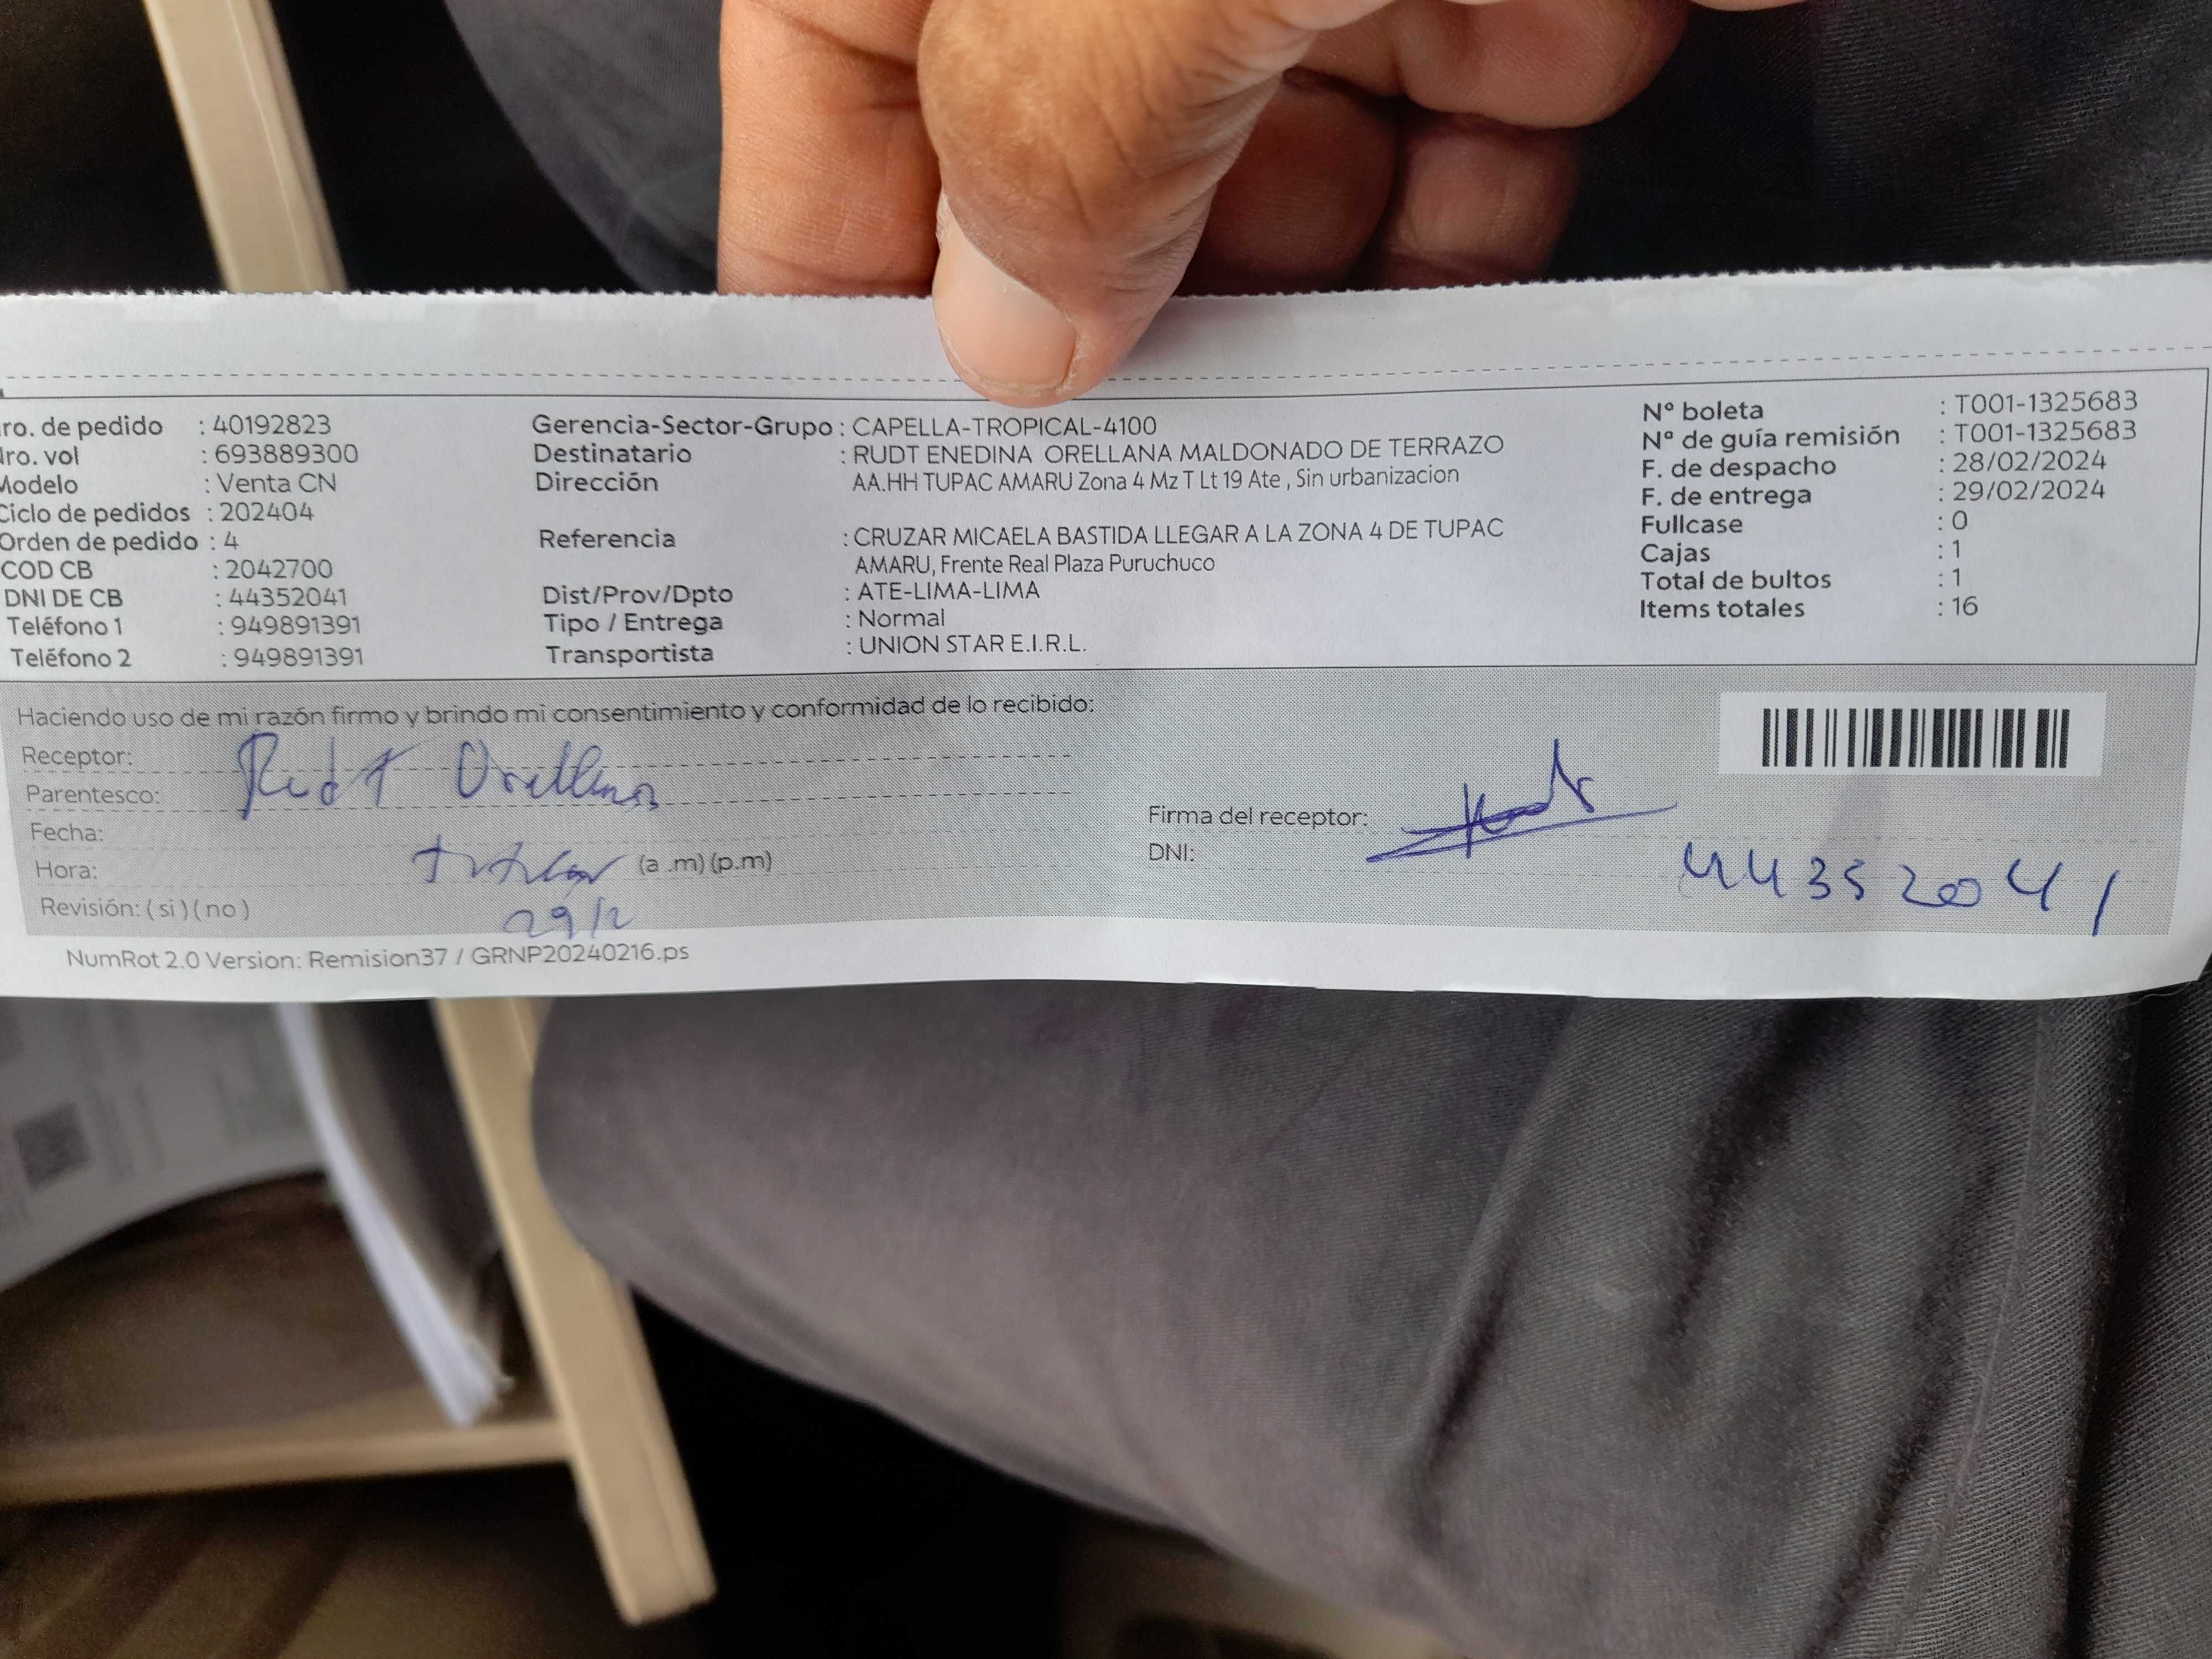 ro. de pedido : 40192823
Nro. vol : 693889300
Modelo : Venta CN
Ciclo de pedidos : 202404
Orden de pedido : 4
COD CB : 2042700
DNI DE CB : 44352041
Teléfono 1 : 949891391
Teléfono 2 : 949891391
Gerencia-Sector-Grupo : CAPELLA-TROPICAL-4100
Destinatario : RUDT ENEDINA ORELLANA MALDONADO DE TERRAZO
Dirección AA.HH TUPAC AMARU Zona 4 Mz T Lt 19 Ate , Sin urbanizacion
Referencia : CRUZAR MICAELA BASTIDA LLEGAR A LA ZONA 4 DE TUPAC
AMARU, Frente Real Plaza Puruchuco
Dist/Prov/Dpto : ATE-LIMA-LIMA
Tipo / Entrega : Normal
Transportista : UNION STAR E.I.R.L.
N° boleta : T001-1325683
N° de guía remisión : T001-1325683
F. de despacho : 28/02/2024
F. de entrega : 29/02/2024
Fullcase : 0
Cajas : 1
Total de bultos : 1
Items totales : 16
Haciendo uso de mi razón firmo y brindo mi consentimiento y conformidad de lo recibido:
Receptor: Rudt Orellana
Parentesco:
Fecha:
Hora: titular (a .m) (p.m)
Revisión: ( si ) ( no ) 29/2
Firma del receptor: Rudt
DNI: 44352041
NumRot 2.0 Version: Remision37 / GRNP20240216.ps